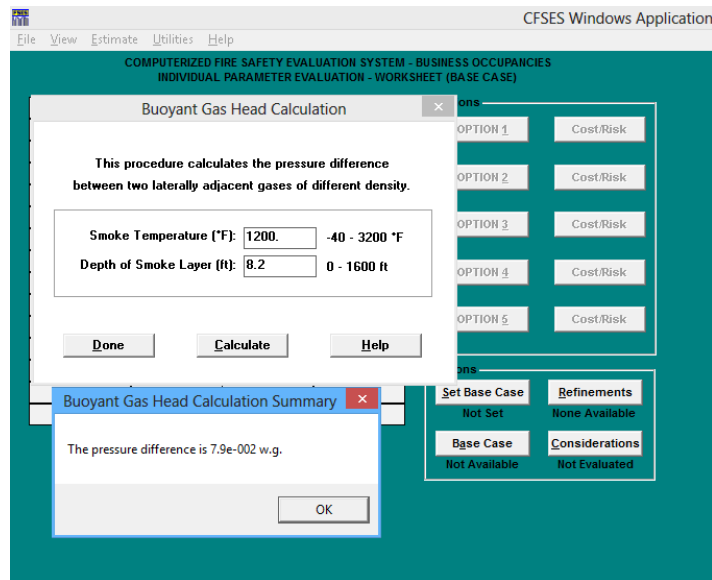 CFSES Windows Application
File View Estimate Utilities Help
COMPUTERIZED FIRE SAFETY EVALUATION SYSTEM - BUSINESS OCCUPANCIES
INDIVIDUAL PARAMETER EVALUATION - WORKSHEET (BASE CASE)
Buoyant Gas Head Calculation
This procedure calculates the pressure difference
between two laterally adjacent gases of different density.
Smoke Temperature (°F): 1200. -40 - 3200 °F
Depth of Smoke Layer (ft): 8.2 0 - 1600 ft
Done Calculate Help
ons
OPTION 1 Cost/Risk
OPTION 2 Cost/Risk
OPTION 3 Cost/Risk
OPTION 4 Cost/Risk
OPTION 5 Cost/Risk
ons
Set Base Case Refinements
Not Set None Available
Base Case Considerations
Not Available Not Evaluated
Buoyant Gas Head Calculation Summary
The pressure difference is 7.9e-002 w.g.
OK